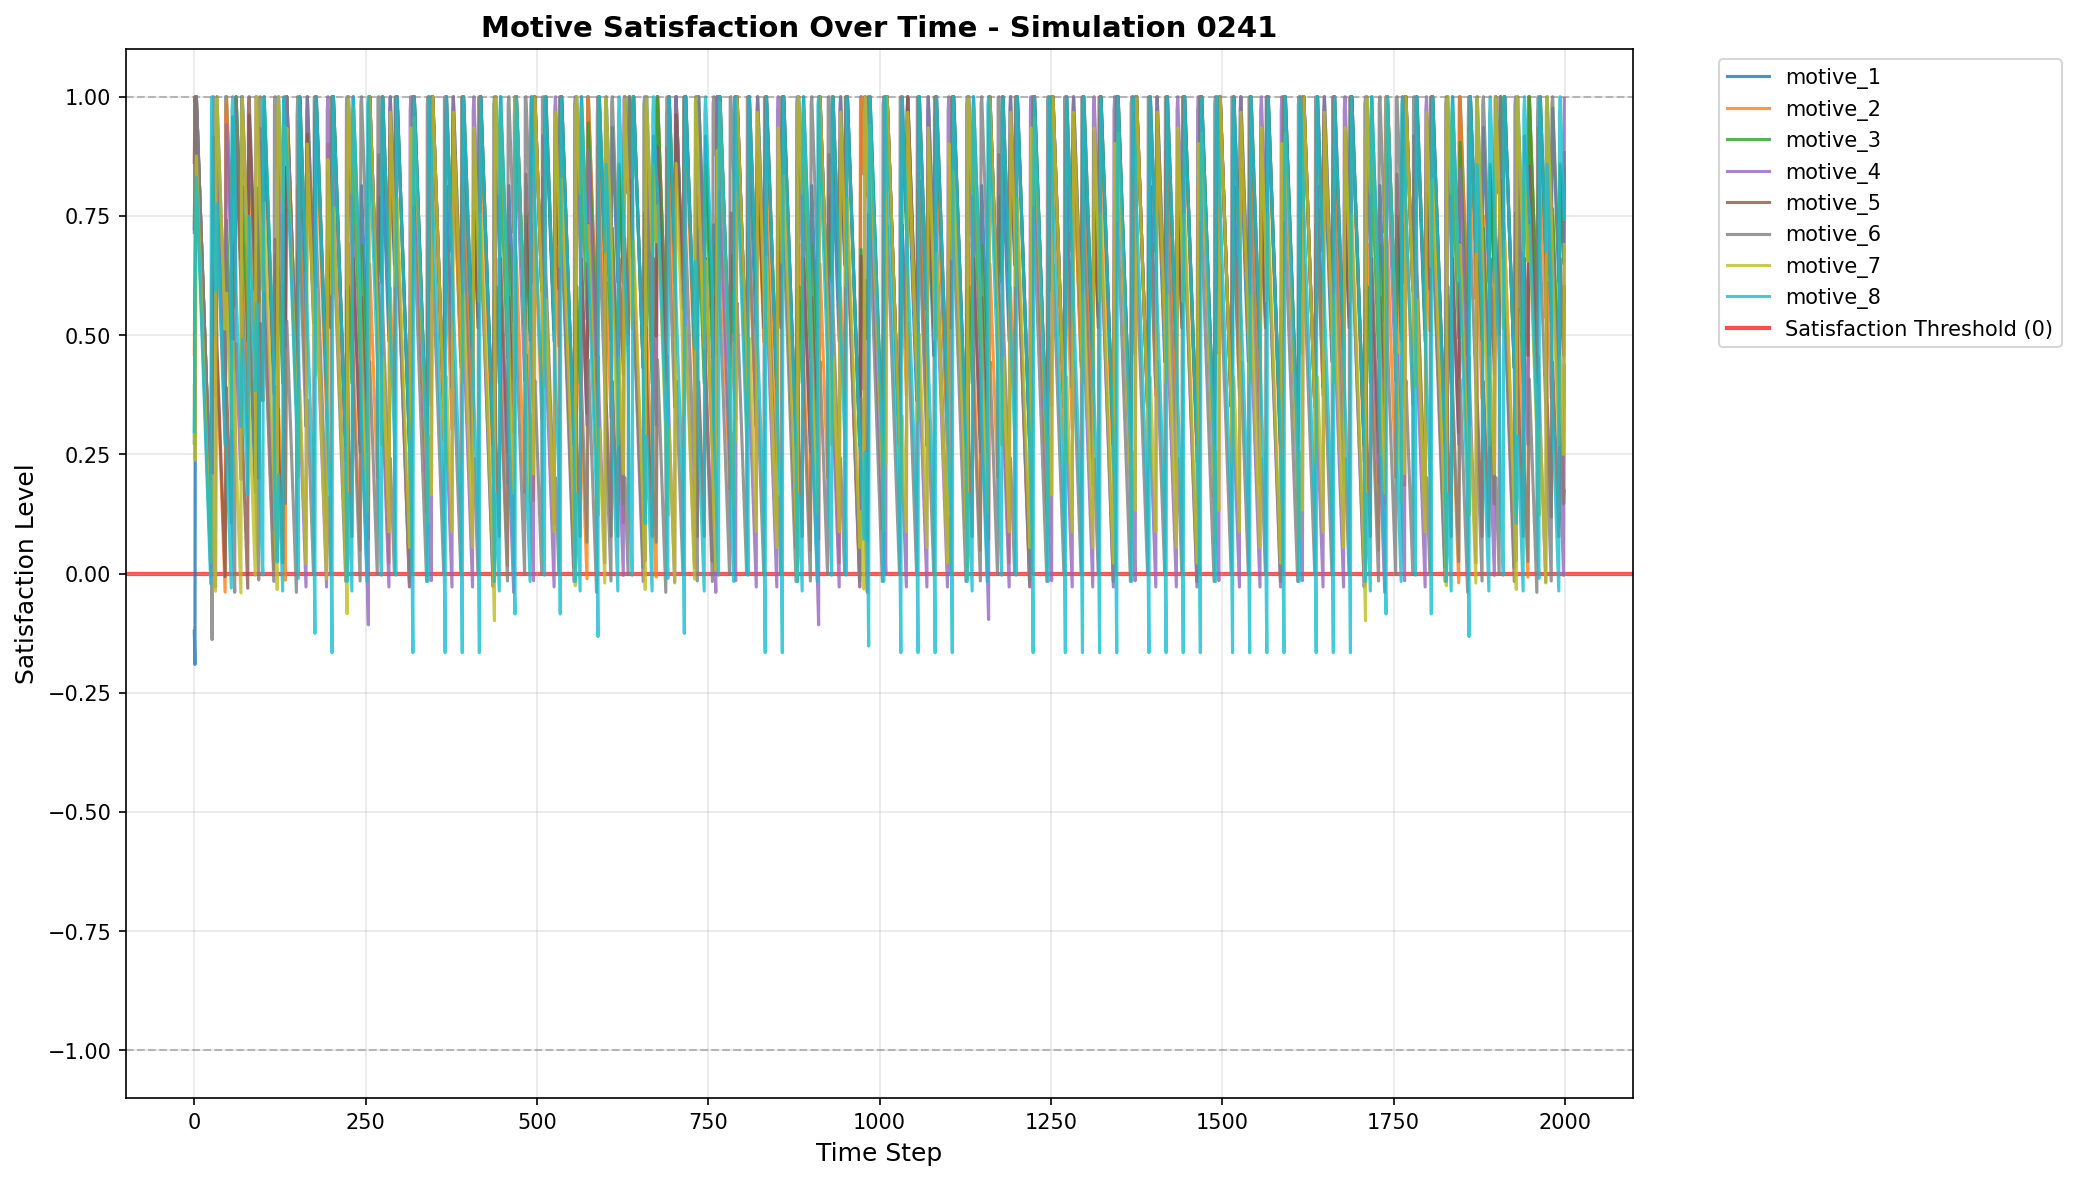 Motive Satisfaction Over Time - Simulation 0241
1.00
0.75
0.50
0.25
0.00
−0.25
−0.50
−0.75
−1.00
Satisfaction Level
0 250 500 750 1000 1250 1500 1750 2000
Time Step
motive_1
motive_2
motive_3
motive_4
motive_5
motive_6
motive_7
motive_8
Satisfaction Threshold (0)